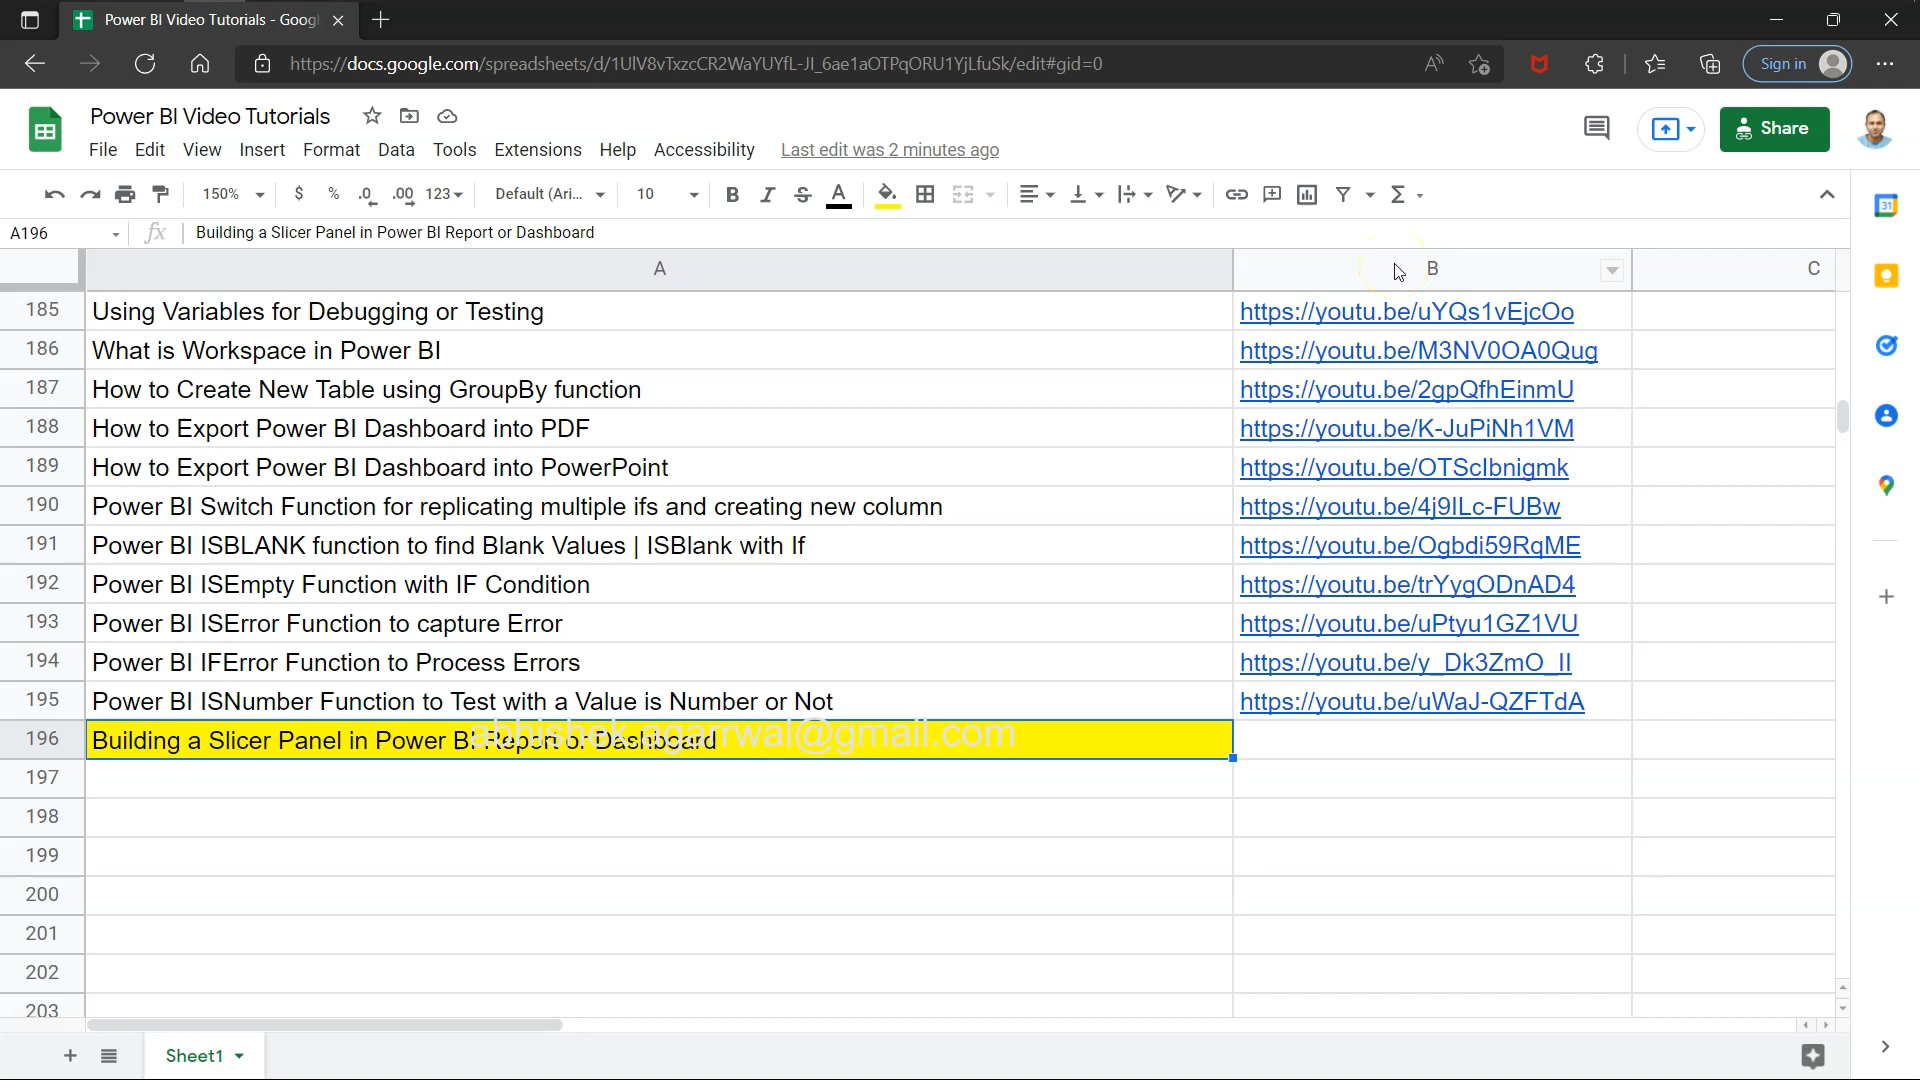 Power BI Video Tutorials - Goog
Sign in
https://docs.google.com/spreadsheets/d/1UlV8vTxzcCR2WaYUYfL-JI_6ae1aOTPqORU1YjLfuSk/edit#gid=0
Power BI Video Tutorials
File Edit View Insert Format Data Tools Extensions Help Accessibility Last edit was 2 minutes ago
Share
150% $ % .0 .00 123 Default (Ari... 10 B I S A
A196 fx Building a Slicer Panel in Power BI Report or Dashboard
A B C
185 Using Variables for Debugging or Testing https://youtu.be/uYQs1vEjcOo
186 What is Workspace in Power BI https://youtu.be/M3NV0OA0Qug
187 How to Create New Table using GroupBy function https://youtu.be/2gpQfhEinmU
188 How to Export Power BI Dashboard into PDF https://youtu.be/K-JuPiNh1VM
189 How to Export Power BI Dashboard into PowerPoint https://youtu.be/OTSclbnigmk
190 Power BI Switch Function for replicating multiple ifs and creating new column https://youtu.be/4j9ILc-FUBw
191 Power BI ISBLANK function to find Blank Values | ISBlank with If https://youtu.be/Ogbdi59RqME
192 Power BI ISEmpty Function with IF Condition https://youtu.be/trYygODnAD4
193 Power BI ISError Function to capture Error https://youtu.be/uPtyu1GZ1VU
194 Power BI IFError Function to Process Errors https://youtu.be/y_Dk3ZmO_II
195 Power BI ISNumber Function to Test with a Value is Number or Not https://youtu.be/uWaJ-QZFTdA
196 Building a Slicer Panel in Power BI Report or Dashboard
abhishek.agarrwal@gmail.com
197
198
199
200
201
202
203
Sheet1
31